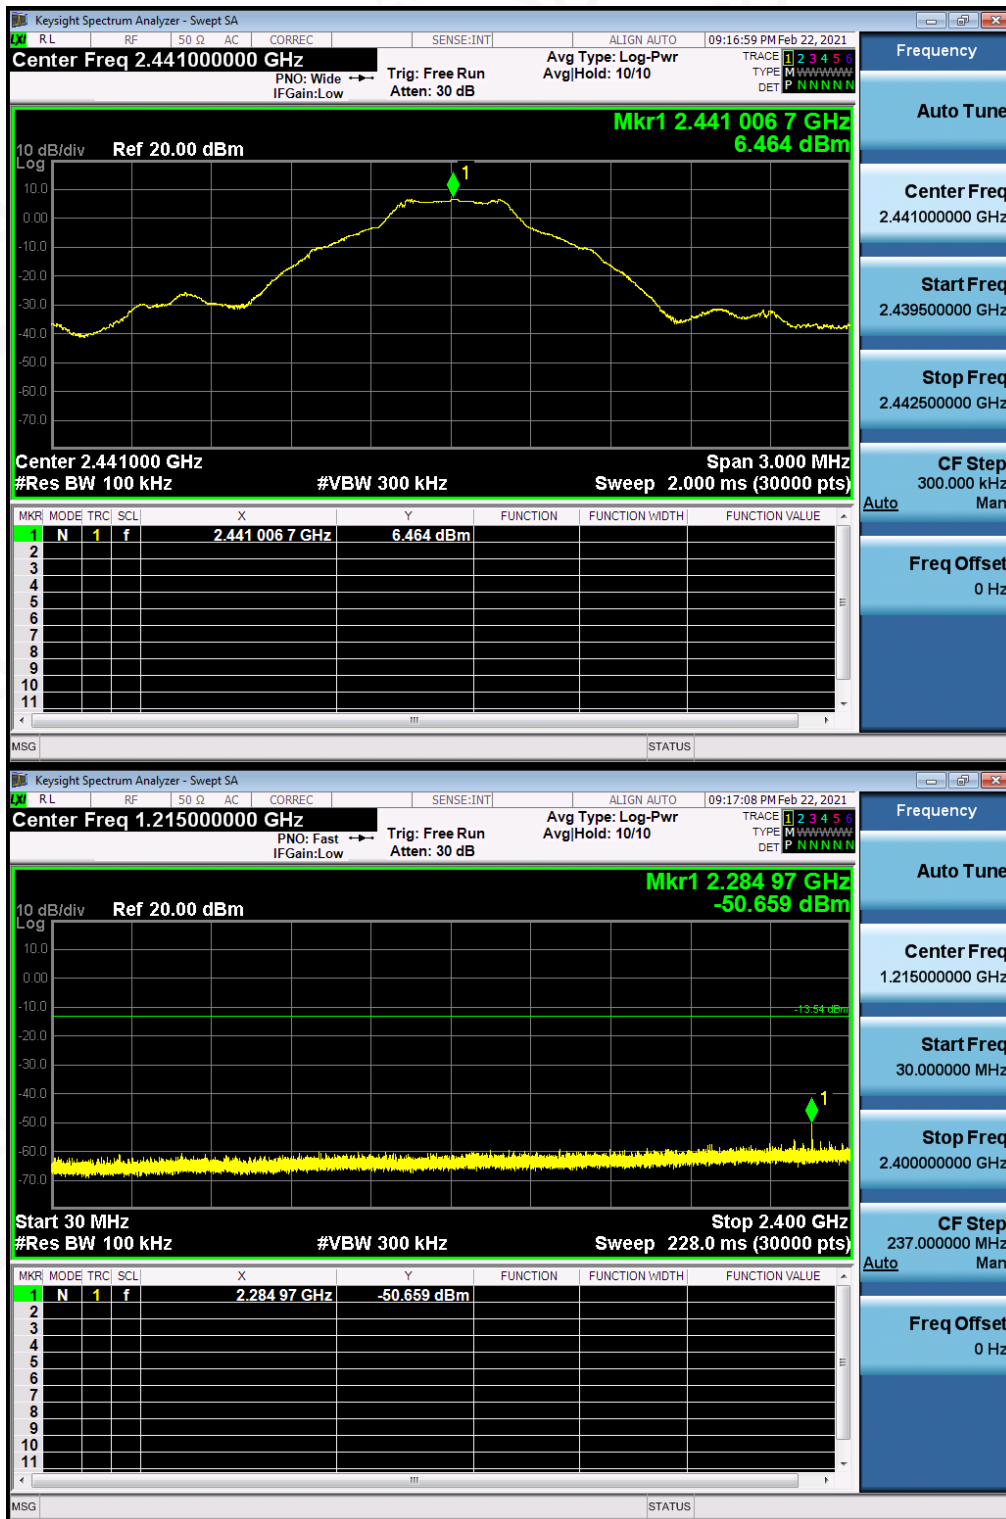 Keysight Spectrum Analyzer - Swept SA
LXI RL RF 50 Ω AC CORREC SENSE:INT ALIGN AUTO 09:16:59 PM Feb 22, 2021
Center Freq 2.441000000 GHz
PNO: Wide
IFGain:Low
Trig: Free Run
Atten: 30 dB
Avg Type: Log-Pwr
Avg|Hold: 10/10
TRACE 1 2 3 4 5 6
TYPE M WWWWW
DET P N N N N N
Mkr1 2.441 006 7 GHz
6.464 dBm
10 dB/div Ref 20.00 dBm
Log
1
10.0
0.00
-10.0
-20.0
-30.0
-40.0
-50.0
-60.0
-70.0
Center 2.441000 GHz Span 3.000 MHz
#Res BW 100 kHz #VBW 300 kHz Sweep 2.000 ms (30000 pts)
MKR MODE TRC SCL X Y FUNCTION FUNCTION WIDTH FUNCTION VALUE
1 N 1 f 2.441 006 7 GHz 6.464 dBm
2
3
4
5
6
7
8
9
10
11
MSG STATUS
Frequency
Auto Tune
Center Freq
2.441000000 GHz
Start Freq
2.439500000 GHz
Stop Freq
2.442500000 GHz
CF Step
300.000 kHz
Auto Man
Freq Offset
0 Hz
Keysight Spectrum Analyzer - Swept SA
LXI RL RF 50 Ω AC CORREC SENSE:INT ALIGN AUTO 09:17:08 PM Feb 22, 2021
Center Freq 1.215000000 GHz
PNO: Fast
IFGain:Low
Trig: Free Run
Atten: 30 dB
Avg Type: Log-Pwr
Avg|Hold: 10/10
TRACE 1 2 3 4 5 6
TYPE M WWWWW
DET P N N N N N
Mkr1 2.284 97 GHz
-50.659 dBm
10 dB/div Ref 20.00 dBm
Log
10.0
0.00
-10.0
-13.54 dBm
-20.0
-30.0
-40.0
1
-50.0
-60.0
-70.0
Start 30 MHz Stop 2.400 GHz
#Res BW 100 kHz #VBW 300 kHz Sweep 228.0 ms (30000 pts)
MKR MODE TRC SCL X Y FUNCTION FUNCTION WIDTH FUNCTION VALUE
1 N 1 f 2.284 97 GHz -50.659 dBm
2
3
4
5
6
7
8
9
10
11
MSG STATUS
Frequency
Auto Tune
Center Freq
1.215000000 GHz
Start Freq
30.000000 MHz
Stop Freq
2.400000000 GHz
CF Step
237.000000 MHz
Auto Man
Freq Offset
0 Hz